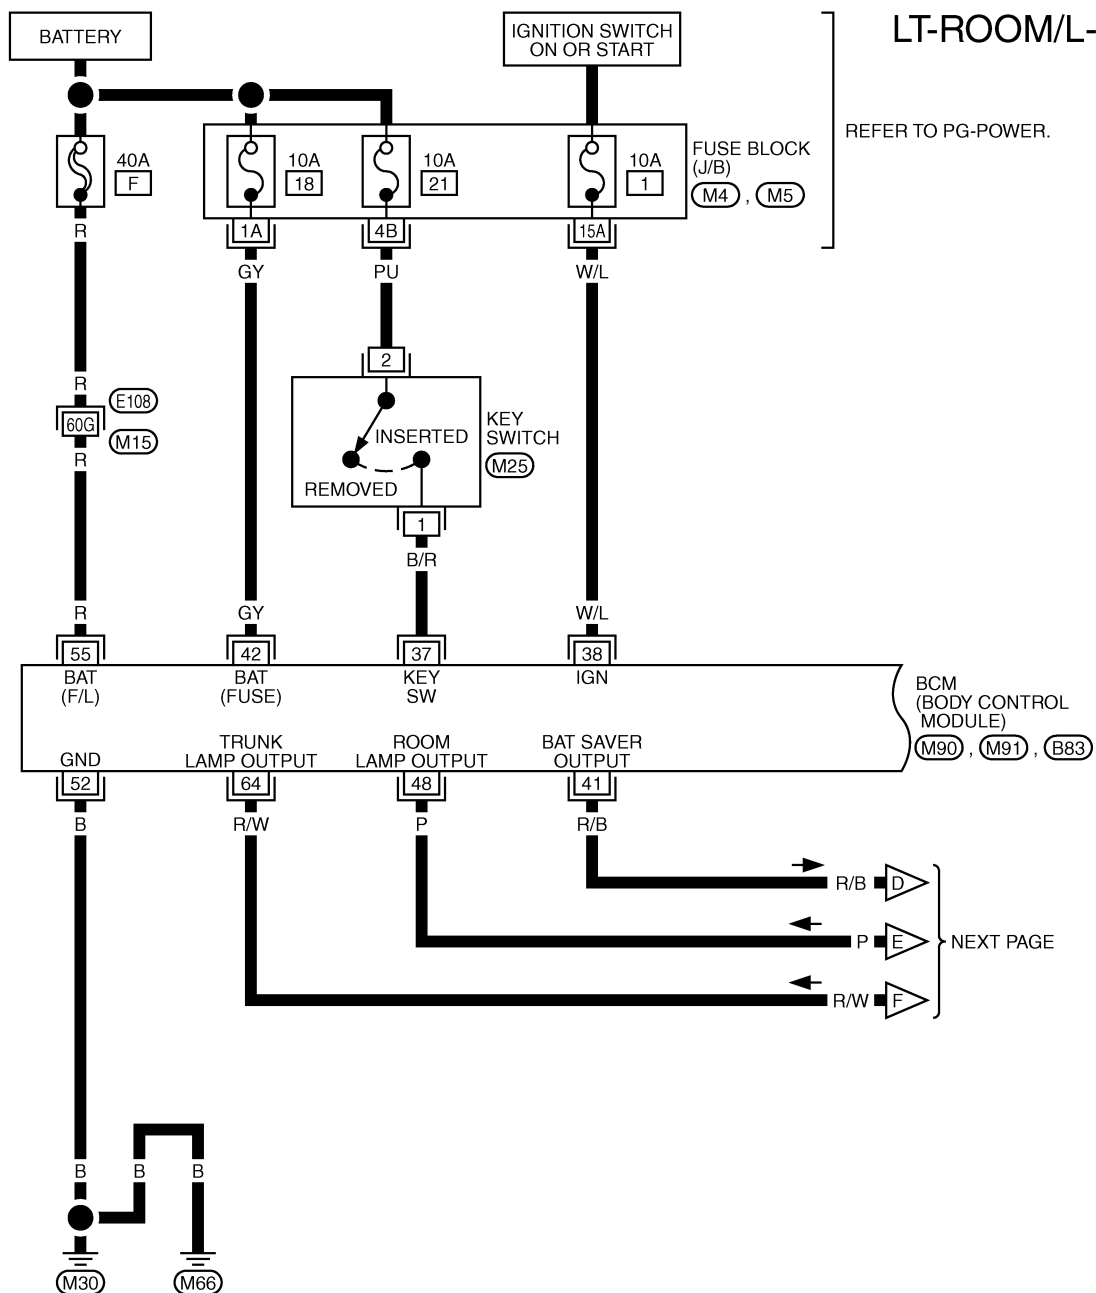 LT-ROOM/L-
BATTERY
IGNITION SWITCH
ON OR START
REFER TO PG-POWER.
40A
F
10A
18
10A
21
10A
1
FUSE BLOCK
(J/B)
M4 , M5
1A
4B
15A
R
GY
PU
W/L
2
R
E108
60G
M15
R
INSERTED
REMOVED
KEY
SWITCH
M25
1
B/R
R
GY
W/L
55
42
37
38
BAT
(F/L)
BAT
(FUSE)
KEY
SW
IGN
BCM
(BODY CONTROL
MODULE)
M90 , M91 , B83
GND
TRUNK
LAMP OUTPUT
ROOM
LAMP OUTPUT
BAT SAVER
OUTPUT
52
64
48
41
B
R/W
P
R/B
R/B
D
P
E
NEXT PAGE
R/W
F
B
B
B
M30
M66